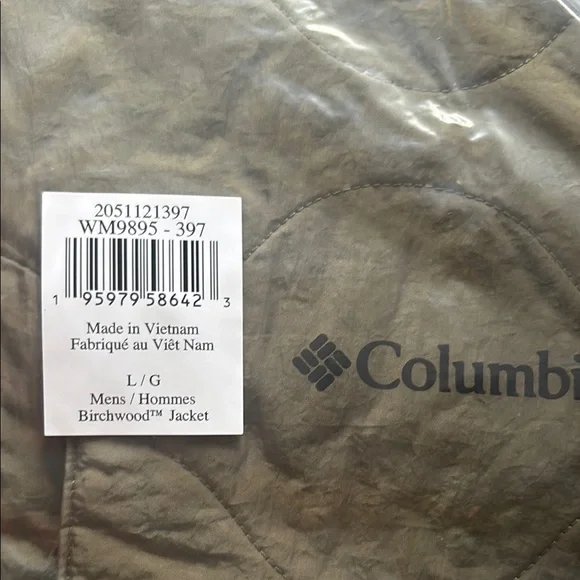 2051121397
WM9895 - 397
1 95979 58642 3
Made in Vietnam
Fabriqué au Viêt Nam
L / G
Mens / Hommes
Birchwood™ Jacket
Columbi